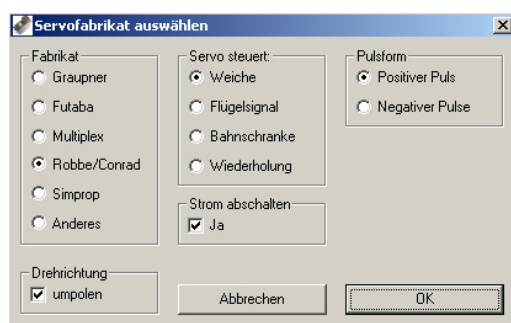 Servofabrikat auswählen
Fabrikat
Graupner
Futaba
Multiplex
Robbe/Conrad
Simprop
Anderes
Servo steuert:
Weiche
Flügelsignal
Bahnschranke
Wiederholung
Pulsform
Positiver Puls
Negativer Pulse
Strom abschalten
Ja
Drehrichtung
umpolen
Abbrechen
OK